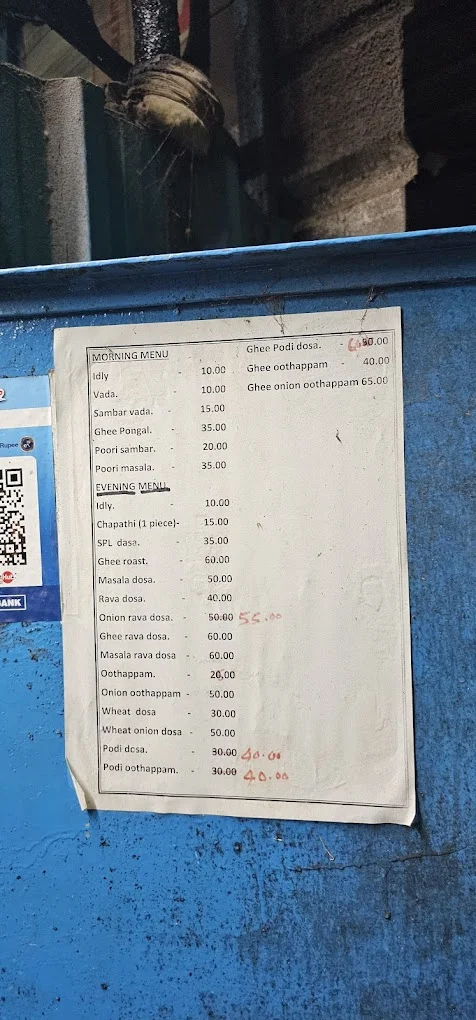 MORNING MENU
Idly - 10.00
Vada. - 10.00
Sambar vada. - 15.00
Ghee Pongal. - 35.00
Poori sambar. - 20.00
Poori masala. - 35.00
EVENING MENU
Idly. - 10.00
Chapathi (1 piece)- 15.00
SPL dasa. - 35.00
Ghee roast. - 60.00
Masala dosa. - 50.00
Rava dosa. - 40.00
Onion rava dosa. - 50.00 55.00
Ghee rava dosa. - 60.00
Masala rava dosa - 60.00
Oothappam. - 20.00
Onion oothappam - 50.00
Wheat dosa - 30.00
Wheat onion dosa - 50.00
Podi dosa. - 30.00 40.00
Podi oothappam. - 30.00 40.00
Ghee Podi dosa. -
Ghee oothappam - 40.00
Ghee onion oothappam 65.00
Rupee
BANK